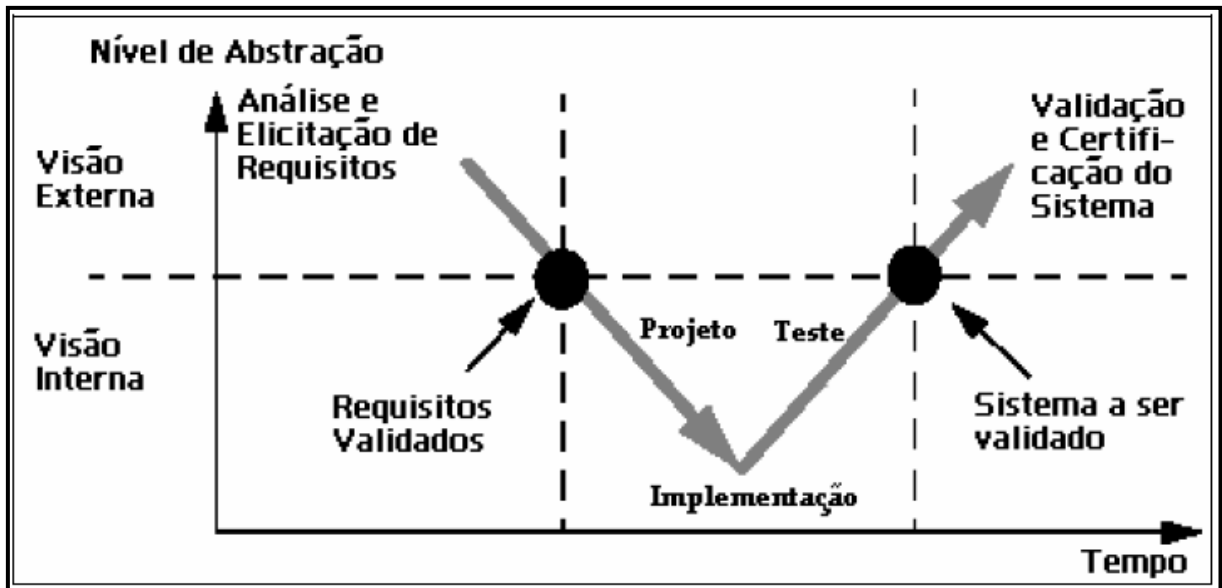 Nível de Abstração
Análise e
Elicitação de
Requisitos
Validação
e Certifi-
cação do
Sistema
Visão
Externa
Visão
Interna
Projeto
Teste
Requisitos
Validados
Sistema a ser
validado
Implementação
Tempo